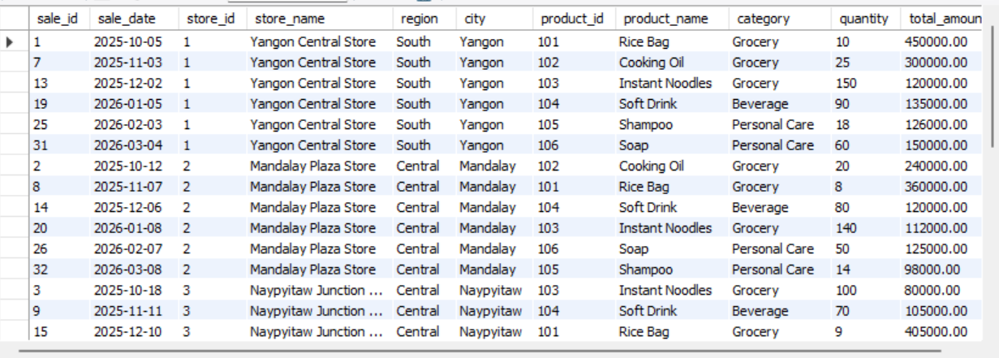 sale_id sale_date store_id store_name region city product_id product_name category quantity total_amoun
1 2025-10-05 1 Yangon Central Store South Yangon 101 Rice Bag Grocery 10 450000.00
7 2025-11-03 1 Yangon Central Store South Yangon 102 Cooking Oil Grocery 25 300000.00
13 2025-12-02 1 Yangon Central Store South Yangon 103 Instant Noodles Grocery 150 120000.00
19 2026-01-05 1 Yangon Central Store South Yangon 104 Soft Drink Beverage 90 135000.00
25 2026-02-03 1 Yangon Central Store South Yangon 105 Shampoo Personal Care 18 126000.00
31 2026-03-04 1 Yangon Central Store South Yangon 106 Soap Personal Care 60 150000.00
2 2025-10-12 2 Mandalay Plaza Store Central Mandalay 102 Cooking Oil Grocery 20 240000.00
8 2025-11-07 2 Mandalay Plaza Store Central Mandalay 101 Rice Bag Grocery 8 360000.00
14 2025-12-06 2 Mandalay Plaza Store Central Mandalay 104 Soft Drink Beverage 80 120000.00
20 2026-01-08 2 Mandalay Plaza Store Central Mandalay 103 Instant Noodles Grocery 140 112000.00
26 2026-02-07 2 Mandalay Plaza Store Central Mandalay 106 Soap Personal Care 50 125000.00
32 2026-03-08 2 Mandalay Plaza Store Central Mandalay 105 Shampoo Personal Care 14 98000.00
3 2025-10-18 3 Naypyitaw Junction ... Central Naypyitaw 103 Instant Noodles Grocery 100 80000.00
9 2025-11-11 3 Naypyitaw Junction ... Central Naypyitaw 104 Soft Drink Beverage 70 105000.00
15 2025-12-10 3 Naypyitaw Junction ... Central Naypyitaw 101 Rice Bag Grocery 9 405000.00